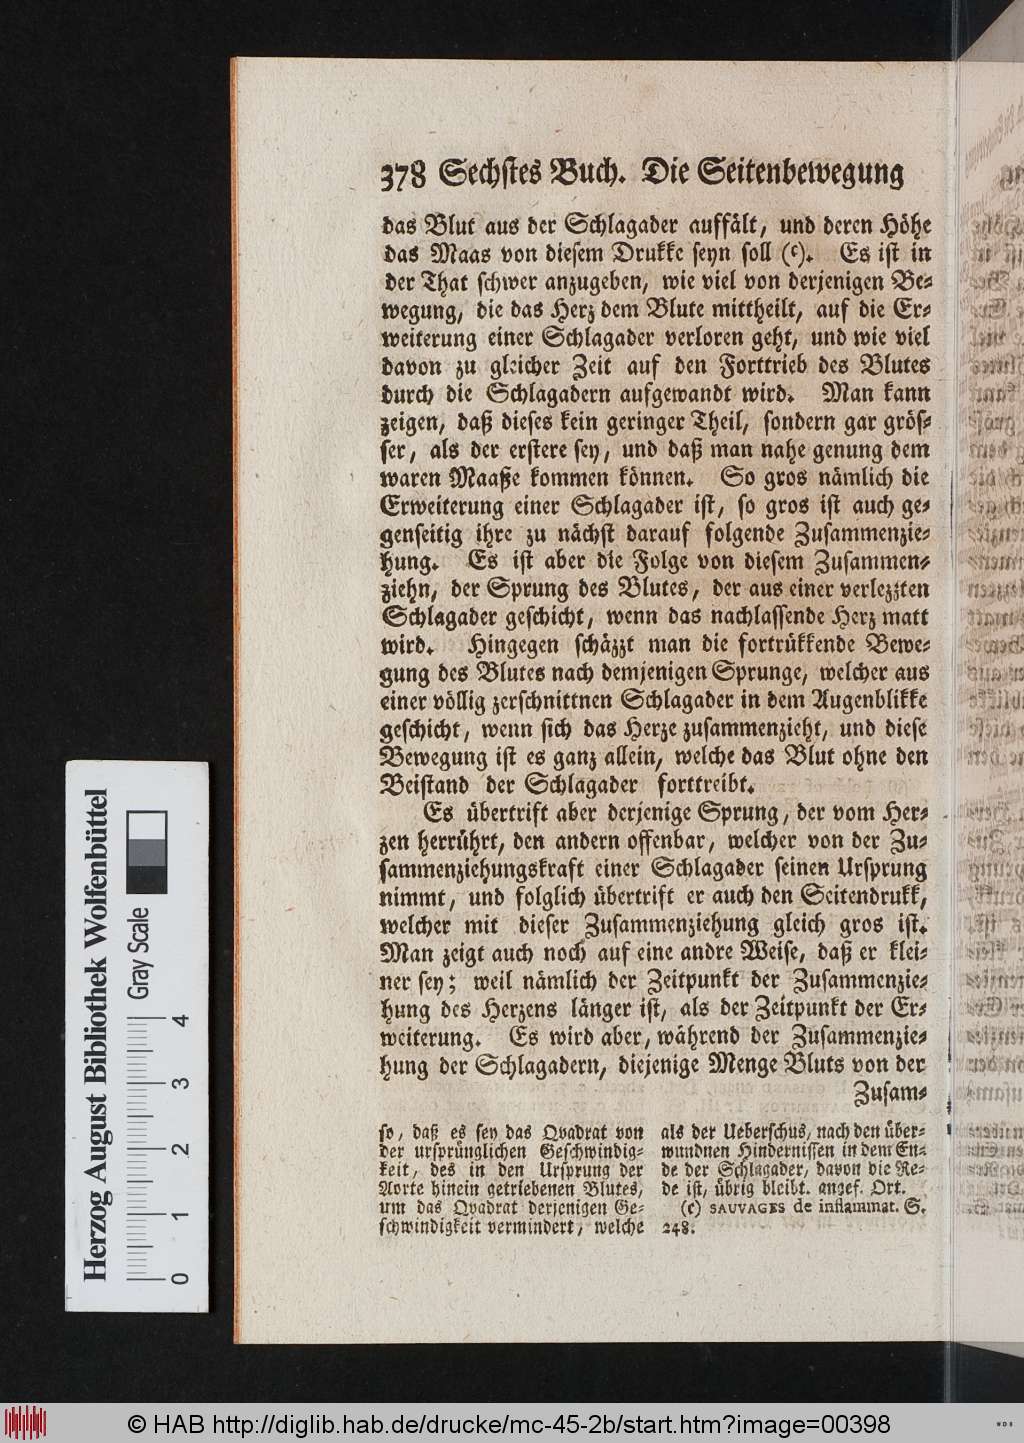 378 Sechstes Buch. Die Seitenbewegung
das Blut aus der Schlagader auffält, und deren Höhe
das Maas von diesem Drukke seyn soll (c). Es ist in
der That schwer anzugeben, wie viel von derjenigen Be-
wegung, die das Herz dem Blute mittheilt, auf die Er-
weiterung einer Schlagader verloren geht, und wie viel
davon zu gleicher Zeit auf den Forttrieb des Blutes
durch die Schlagadern aufgewandt wird. Man kann
zeigen, daß dieses kein geringer Theil, sondern gar grös-
ser, als der erstere sey, und daß man nahe genung dem
waren Maaße kommen können. So gros nämlich die
Erweiterung einer Schlagader ist, so gros ist auch ge-
genseitig ihre zu nächst darauf folgende Zusammenzie-
hung. Es ist aber die Folge von diesem Zusammen-
ziehn, der Sprung des Blutes, der aus einer verlezzten
Schlagader geschicht, wenn das nachlassende Herz matt
wird. Hingegen schäzzt man die fortrükkende Bewe-
gung des Blutes nach demjenigen Sprunge, welcher aus
einer völlig zerschnittnen Schlagader in dem Augenblikke
geschicht, wenn sich das Herze zusammenzieht, und diese
Bewegung ist es ganz allein, welche das Blut ohne den
Beistand der Schlagader forttreibt.
Es übertrift aber derjenige Sprung, der vom Her-
zen herrührt, den andern offenbar, welcher von der Zu-
sammenziehungskraft einer Schlagader seinen Ursprung
nimmt, und folglich übertrift er auch den Seitendrukk,
welcher mit dieser Zusammenziehung gleich gros ist.
Man zeigt auch noch auf eine andre Weise, daß er klei-
ner sey; weil nämlich der Zeitpunkt der Zusammenzie-
hung des Herzens länger ist, als der Zeitpunkt der Er-
weiterung. Es wird aber, während der Zusammenzie-
hung der Schlagadern, diejenige Menge Bluts von der
Zusam-
so, daß es sey das Qvadrat von
der ursprünglichen Geschwindig-
keit, des in den Ursprung der
Aorte hinein getriebenen Blutes,
um das Qvadrat derjenigen Ge-
schwindigkeit vermindert, welche
als der Ueberschus, nach den über-
wundnen Hindernissen in dem En-
de der Schlagader, davon die Re-
de ist, übrig bleibt. angef. Ort.
(c) SAUVAGES de inflammat. S.
248.
Herzog August Bibliothek Wolfenbüttel
Gray Scale
0 1 2 3 4
© HAB http://diglib.hab.de/drucke/mc-45-2b/start.htm?image=00398